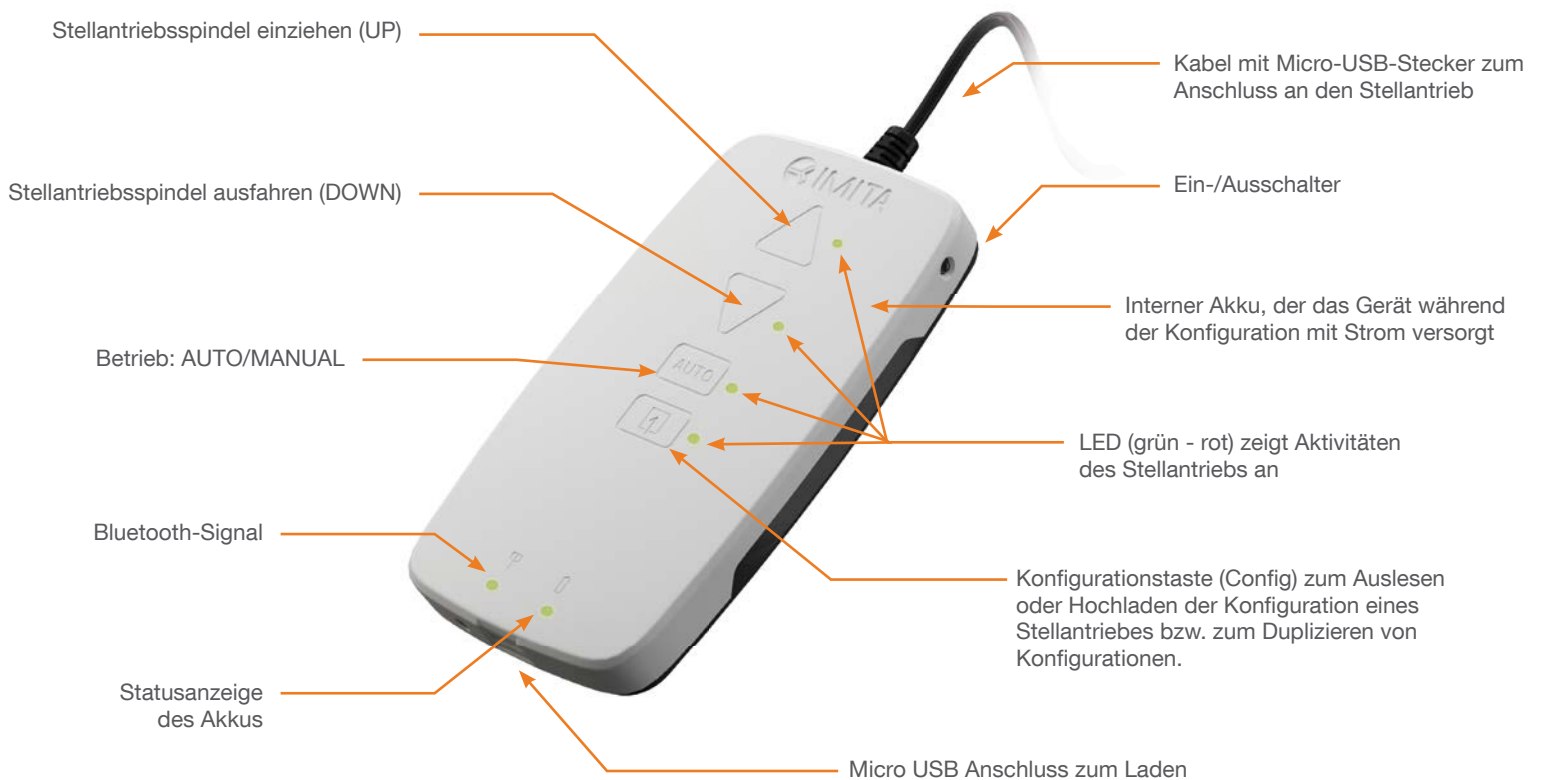 Stellantriebsspindel einziehen (UP)
Kabel mit Micro-USB-Stecker zum
Anschluss an den Stellantrieb
Stellantriebsspindel ausfahren (DOWN)
Ein-/Ausschalter
IMITA
Interner Akku, der das Gerät während
der Konfiguration mit Strom versorgt
Betrieb: AUTO/MANUAL
AUTO
LED (grün - rot) zeigt Aktivitäten
des Stellantriebs an
Bluetooth-Signal
Konfigurationstaste (Config) zum Auslesen
oder Hochladen der Konfiguration eines
Stellantriebes bzw. zum Duplizieren von
Konfigurationen.
Statusanzeige
des Akkus
Micro USB Anschluss zum Laden